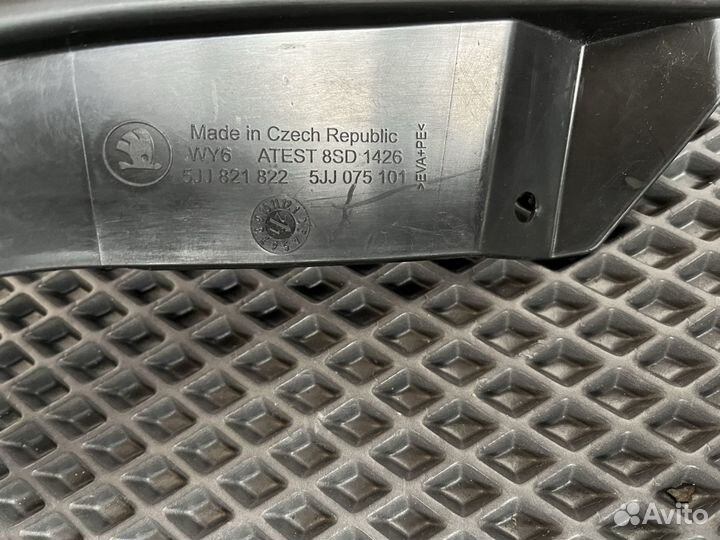 Made in Czech Republic
WY6 ATEST 8SD 1426
5JJ 821 822 5JJ 075 101
>EVA+PE<
Avito